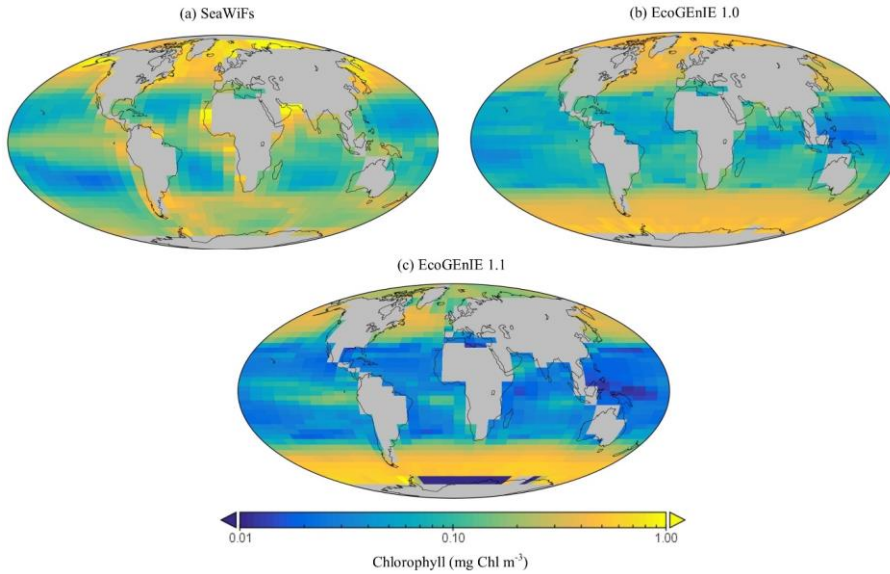 (a) SeaWiFs
(b) EcoGEnIE 1.0
(c) EcoGEnIE 1.1
0.01
0.10
1.00
Chlorophyll (mg Chl m⁻³)